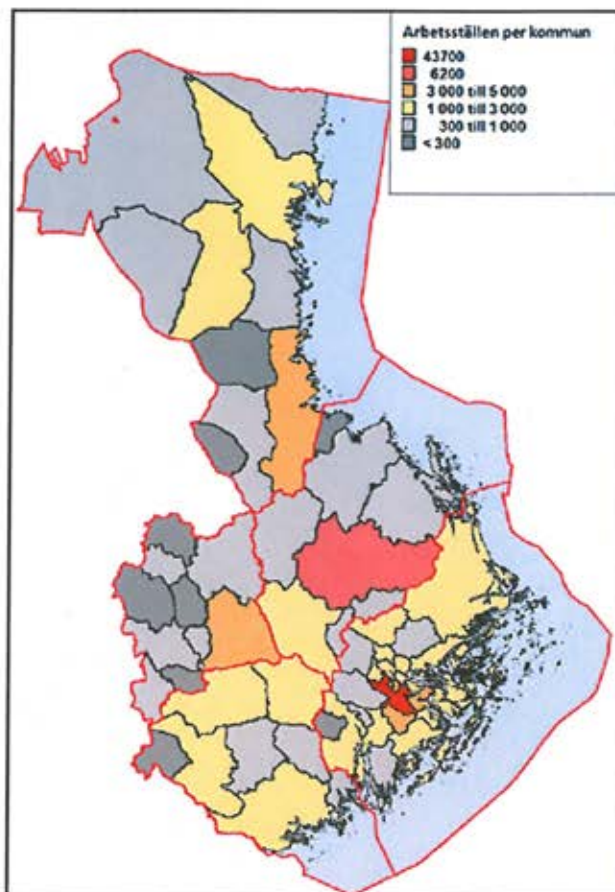 Arbetsställen per kommun
43700
6200
3 000 till 5 000
1 000 till 3 000
300 till 1 000
< 300